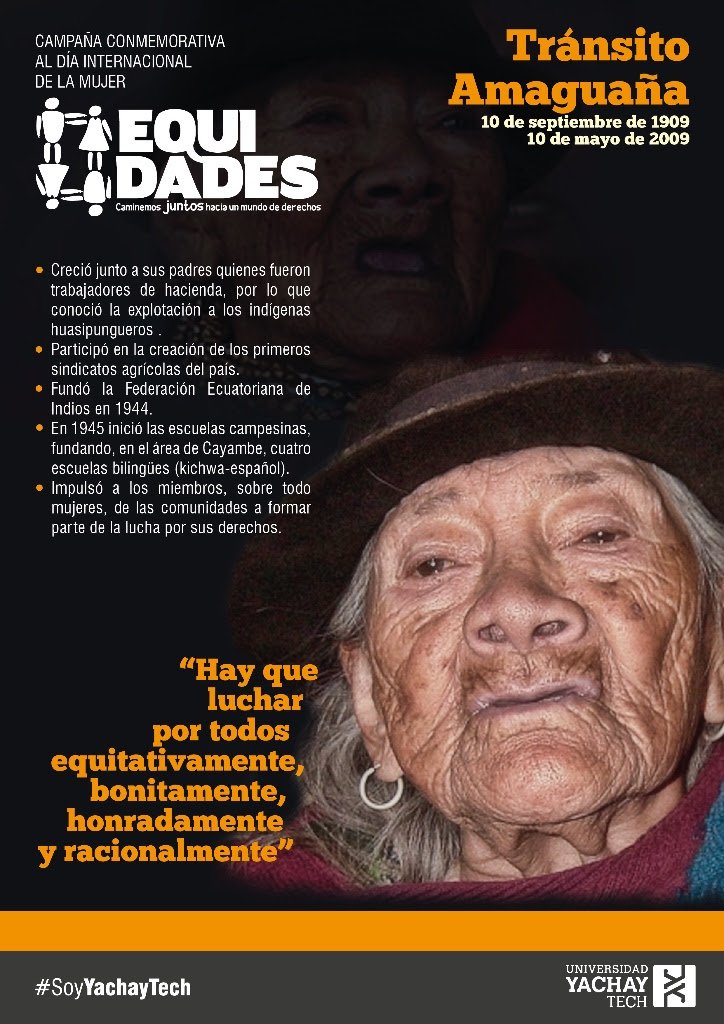 CAMPAÑA CONMEMORATIVA
AL DÍA INTERNACIONAL
DE LA MUJER
EQUI
DADES
Caminemos juntos hacia un mundo de derechos
Tránsito
Amaguaña
10 de septiembre de 1909
10 de mayo de 2009
• Creció junto a sus padres quienes fueron
trabajadores de hacienda, por lo que
conoció la explotación a los indígenas
huasipungueros .
• Participó en la creación de los primeros
sindicatos agrícolas del país.
• Fundó la Federación Ecuatoriana de
Indios en 1944.
• En 1945 inició las escuelas campesinas,
fundando, en el área de Cayambe, cuatro
escuelas bilingües (kichwa-español).
• Impulsó a los miembros, sobre todo
mujeres, de las comunidades a formar
parte de la lucha por sus derechos.
“Hay que
luchar
por todos
equitativamente,
bonitamente,
honradamente
y racionalmente”
#SoyYachayTech
UNIVERSIDAD
YACHAY
TECH